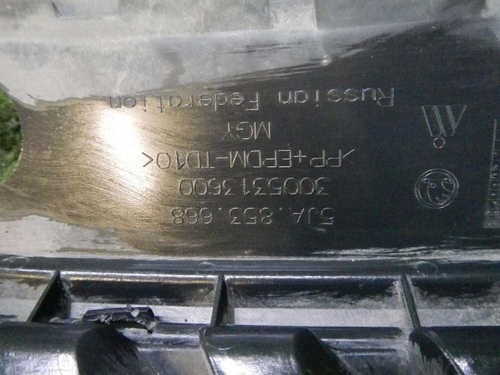 5JA.853.668
3005313600
>PP+EPDM-TD10<
MGY
Russian Federation